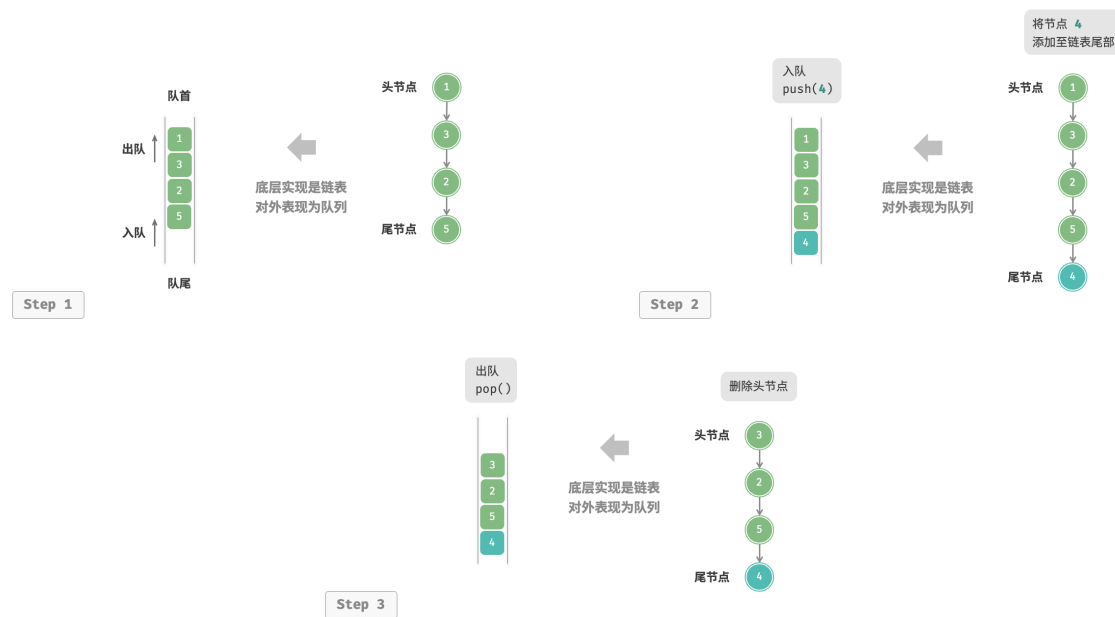 队首
出队
1
3
2
5
入队
队尾
底层实现是链表
对外表现为队列
头节点
1
3
2
尾节点
5
Step 1
入队
push(4)
1
3
2
5
4
底层实现是链表
对外表现为队列
将节点 4
添加至链表尾部
头节点
1
3
2
5
尾节点
4
Step 2
出队
pop()
3
2
5
4
底层实现是链表
对外表现为队列
删除头节点
头节点
3
2
5
尾节点
4
Step 3